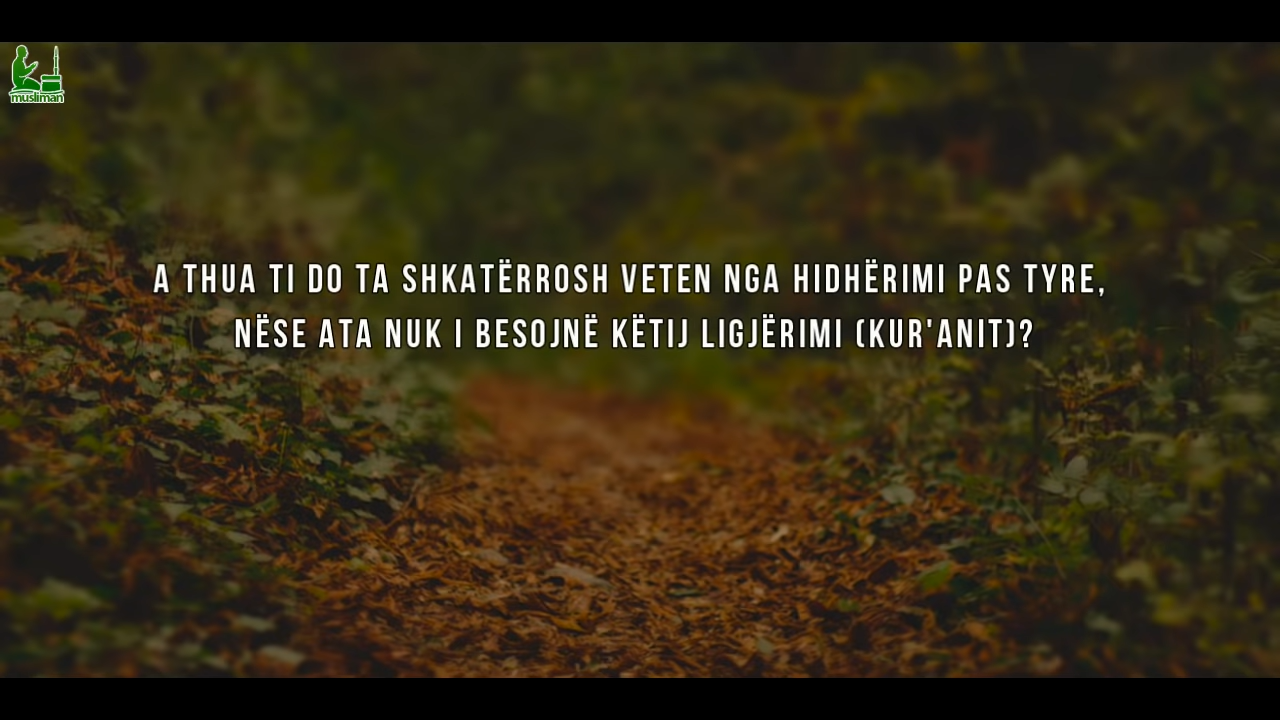 musliman
A THUA TI DO TA SHKATËRROSH VETEN NGA HIDHËRIMI PAS TYRE,
NËSE ATA NUK I BESOJNË KËTIJ LIGJËRIMI (KUR'ANIT)?